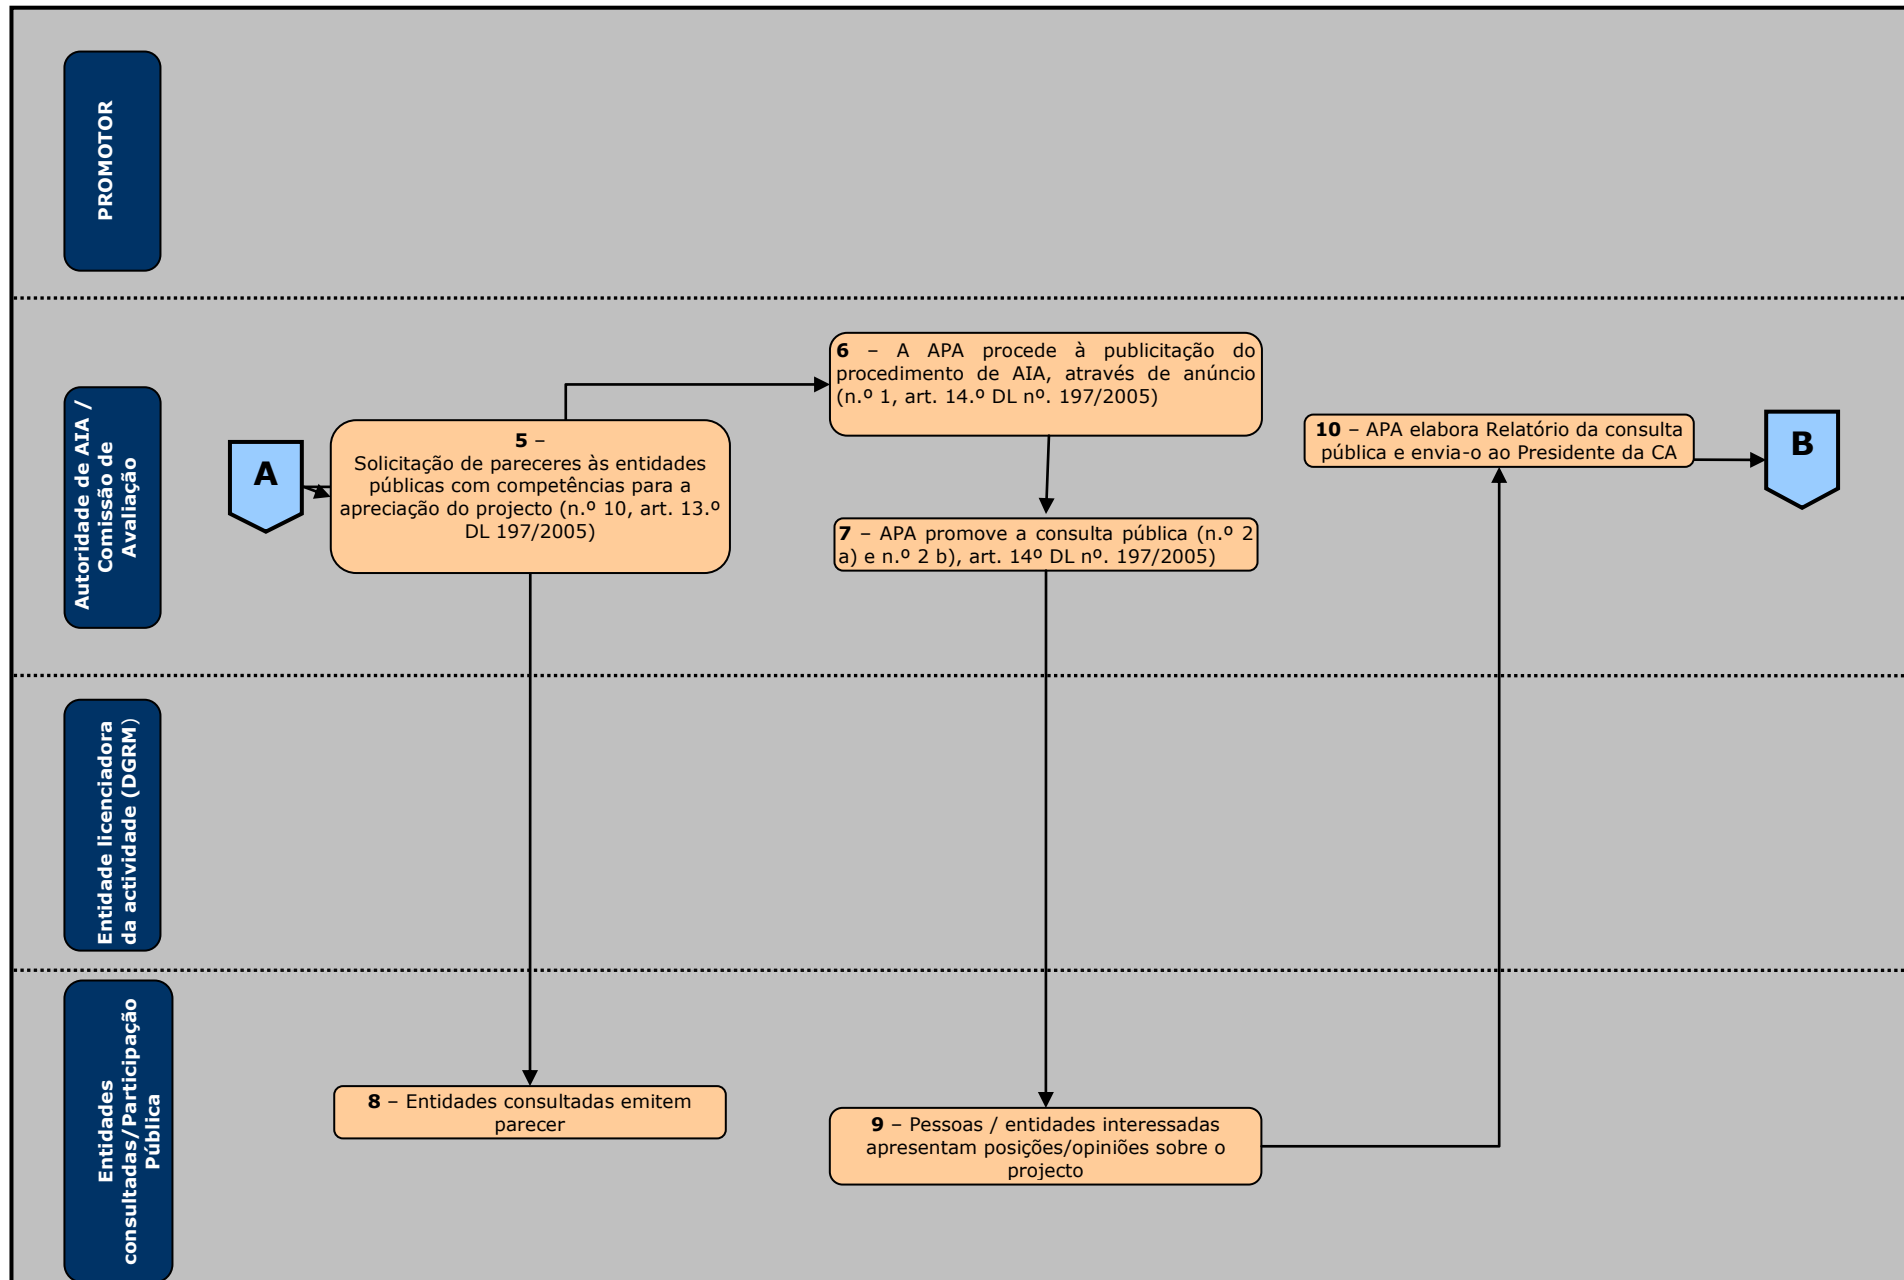 PROMOTOR
Autoridade de AIA /
Comissão de
Avaliação
A
5 –
Solicitação de pareceres às entidades
públicas com competências para a
apreciação do projecto (n.º 10, art. 13.º
DL 197/2005)
6 – A APA procede à publicitação do
procedimento de AIA, através de anúncio
(n.º 1, art. 14.º DL nº. 197/2005)
7 – APA promove a consulta pública (n.º 2
a) e n.º 2 b), art. 14º DL nº. 197/2005)
10 – APA elabora Relatório da consulta
pública e envia-o ao Presidente da CA
B
Entidade licenciadora
da actividade (DGRM)
Entidades
consultadas/Participação
Pública
8 – Entidades consultadas emitem
parecer
9 – Pessoas / entidades interessadas
apresentam posições/opiniões sobre o
projecto